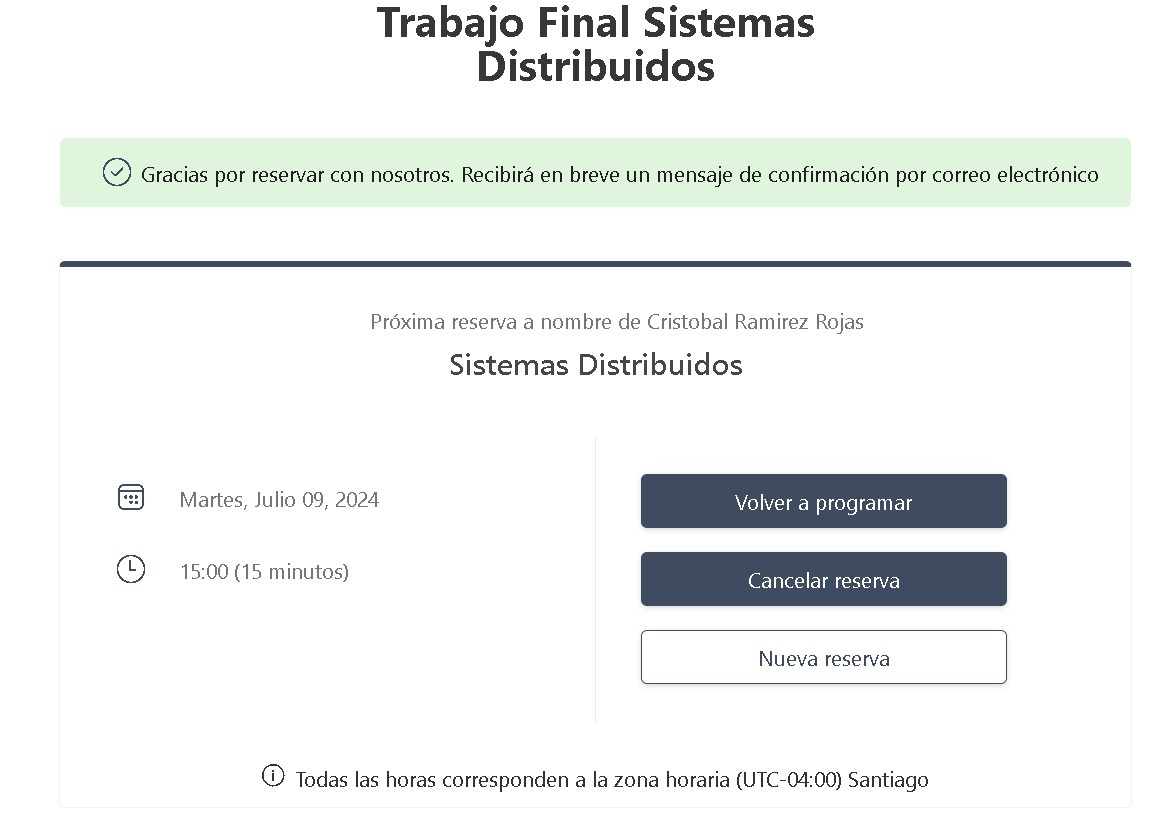 Trabajo Final Sistemas
Distribuidos
Gracias por reservar con nosotros. Recibirá en breve un mensaje de confirmación por correo electrónico
Próxima reserva a nombre de Cristobal Ramirez Rojas
Sistemas Distribuidos
Martes, Julio 09, 2024
15:00 (15 minutos)
Volver a programar
Cancelar reserva
Nueva reserva
Todas las horas corresponden a la zona horaria (UTC-04:00) Santiago